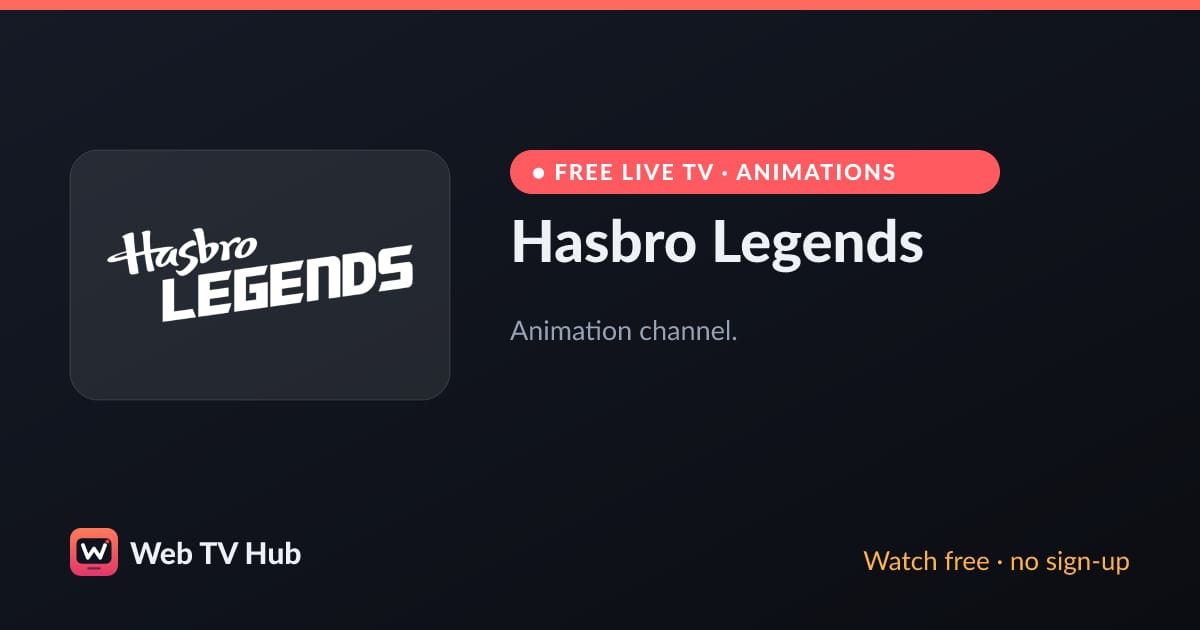 Hasbro
LEGENDS
FREE LIVE TV · ANIMATIONS
Hasbro Legends
Animation channel.
W
Web TV Hub
Watch free · no sign-up